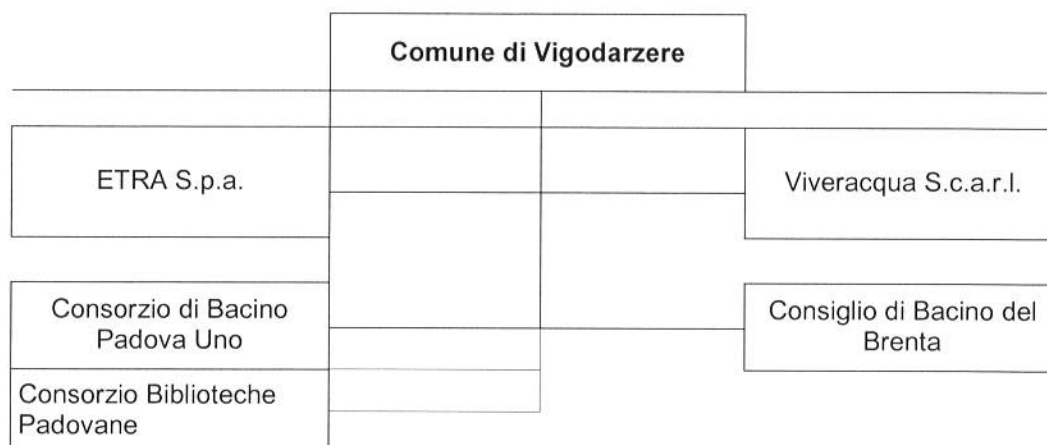 Comune di Vigodarzere
ETRA S.p.a.
Viveracqua S.c.a.r.l.
Consorzio di Bacino
Padova Uno
Consiglio di Bacino del
Brenta
Consorzio Biblioteche
Padovane